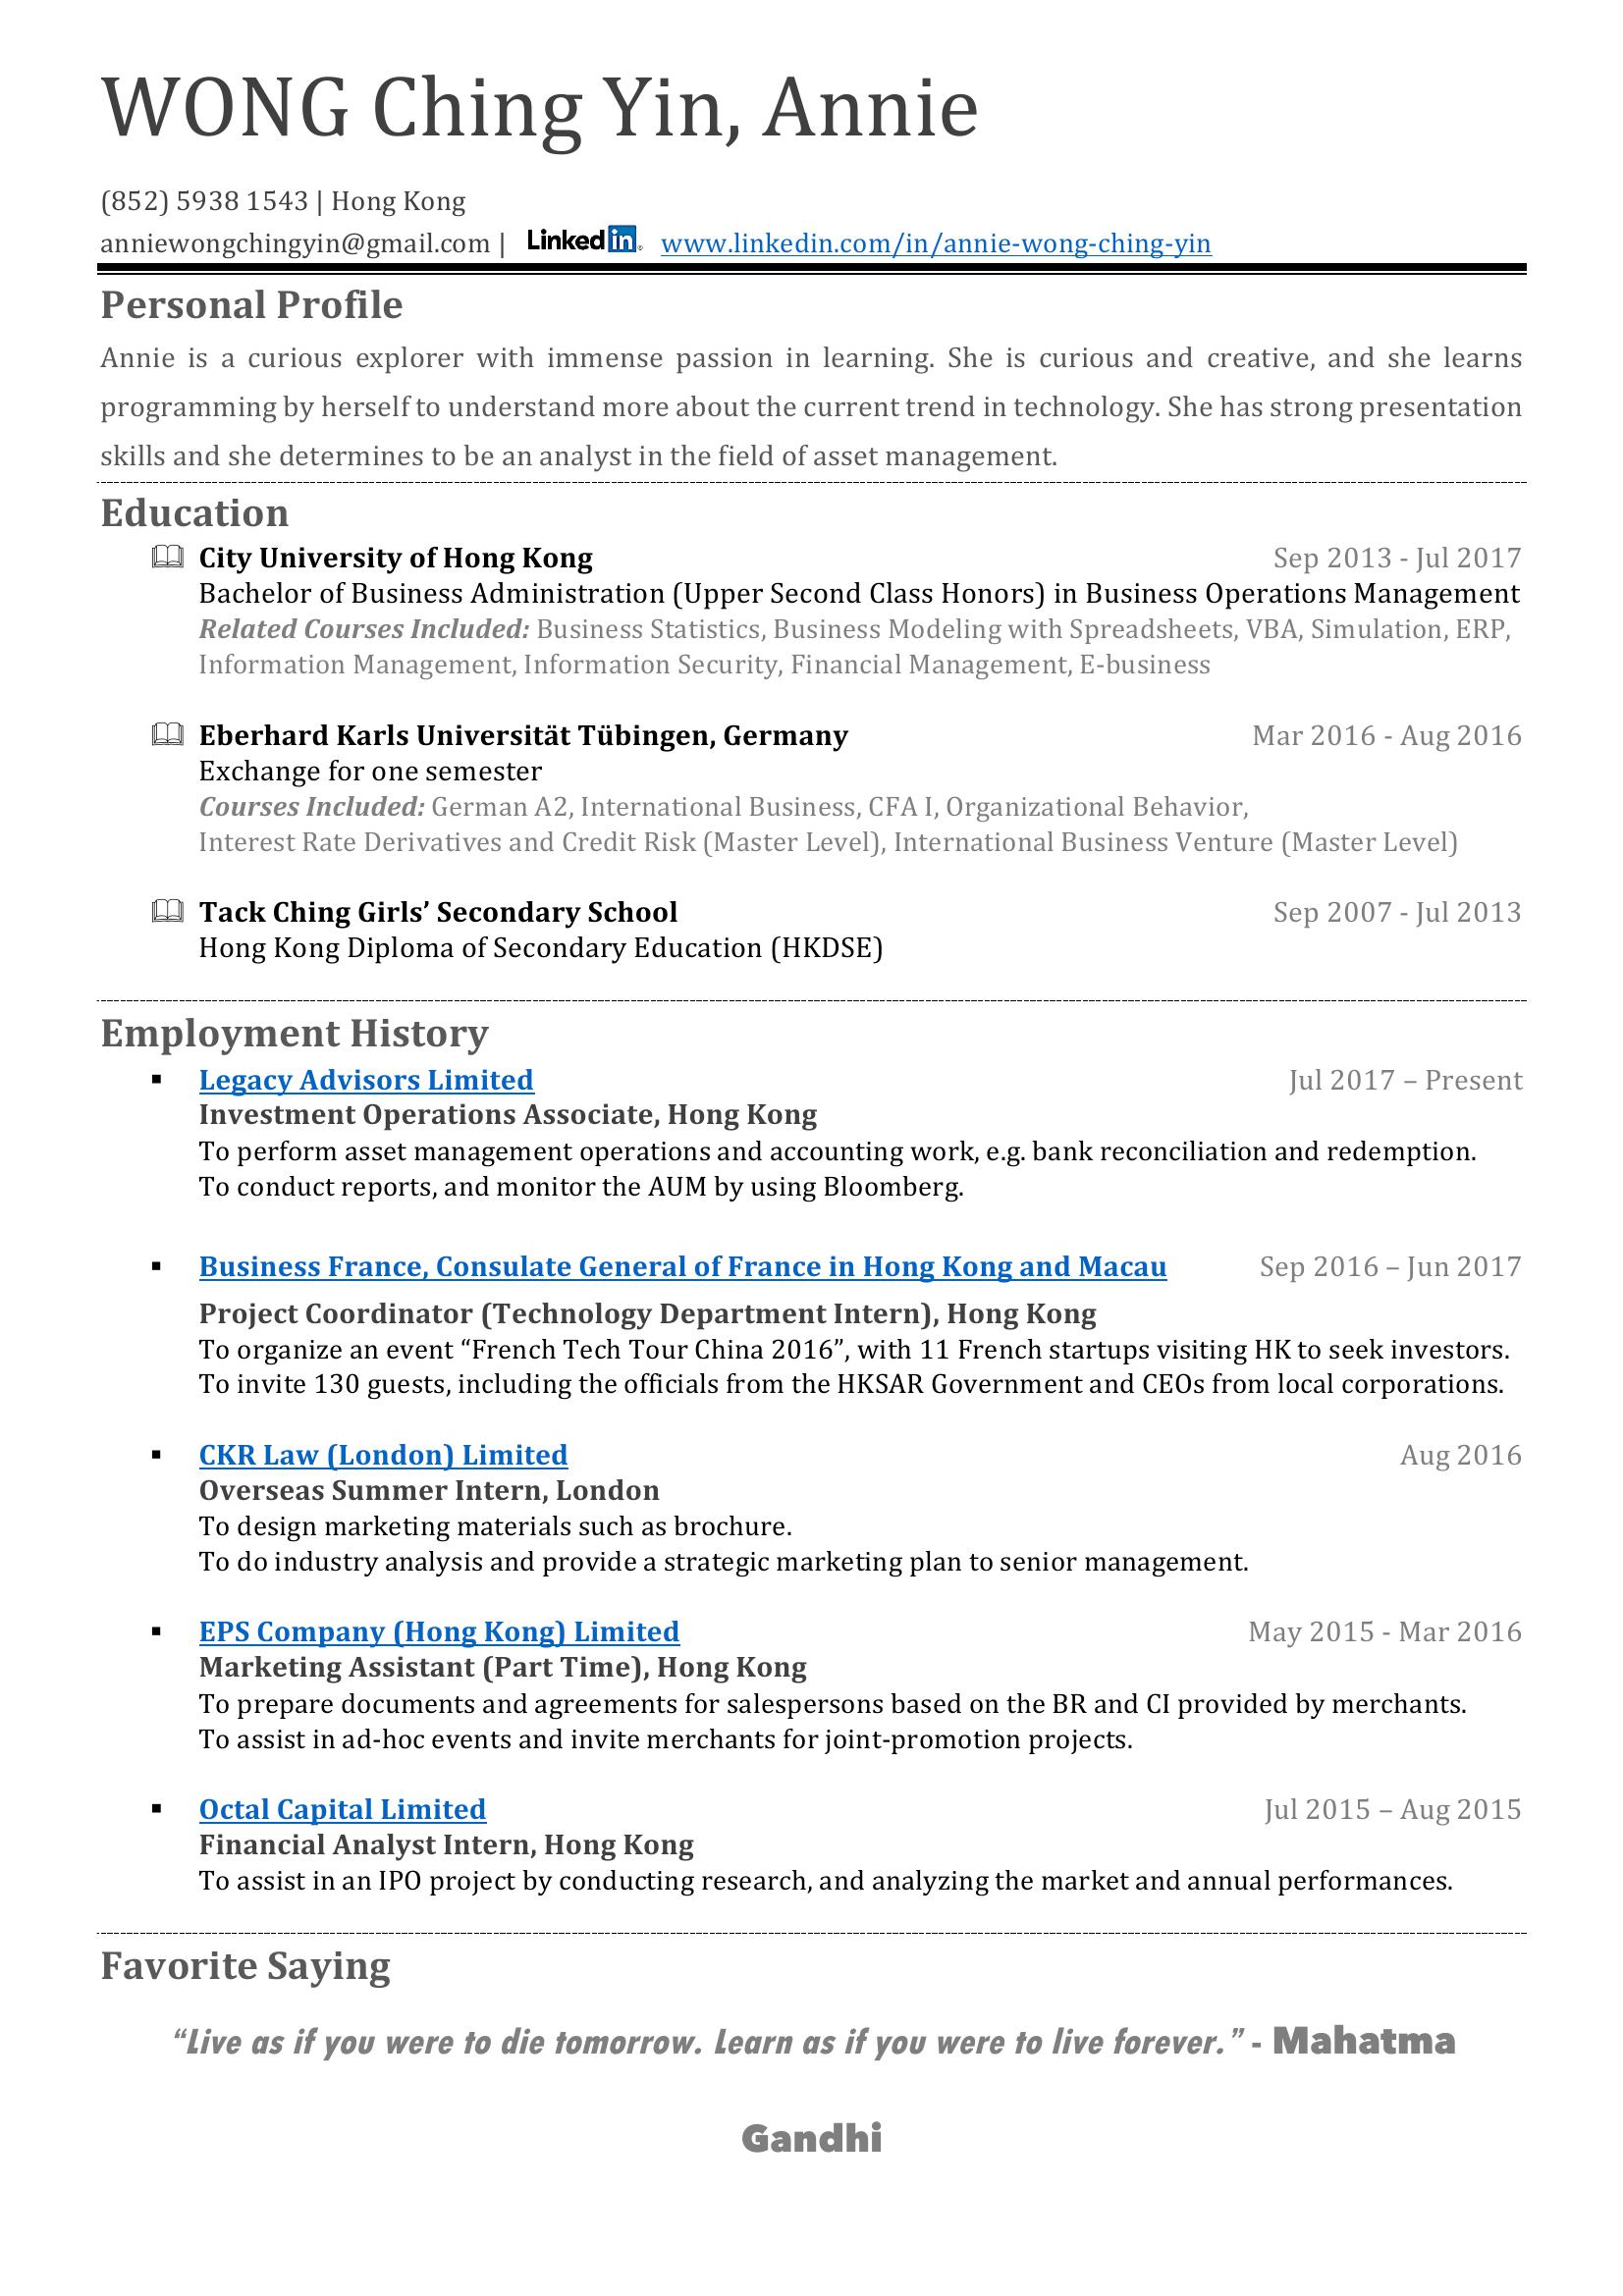 WONG Ching Yin, Annie
(852) 5938 1543 | Hong Kong
anniewongchingyin@gmail.com | Linked in® www.linkedin.com/in/annie-wong-ching-yin
Personal Profile
Annie is a curious explorer with immense passion in learning. She is curious and creative, and she learns
programming by herself to understand more about the current trend in technology. She has strong presentation
skills and she determines to be an analyst in the field of asset management.
Education
City University of Hong Kong Sep 2013 - Jul 2017
Bachelor of Business Administration (Upper Second Class Honors) in Business Operations Management
Related Courses Included: Business Statistics, Business Modeling with Spreadsheets, VBA, Simulation, ERP,
Information Management, Information Security, Financial Management, E-business
Eberhard Karls Universität Tübingen, Germany Mar 2016 - Aug 2016
Exchange for one semester
Courses Included: German A2, International Business, CFA I, Organizational Behavior,
Interest Rate Derivatives and Credit Risk (Master Level), International Business Venture (Master Level)
Tack Ching Girls’ Secondary School Sep 2007 - Jul 2013
Hong Kong Diploma of Secondary Education (HKDSE)
Employment History
▪ Legacy Advisors Limited Jul 2017 – Present
Investment Operations Associate, Hong Kong
To perform asset management operations and accounting work, e.g. bank reconciliation and redemption.
To conduct reports, and monitor the AUM by using Bloomberg.
▪ Business France, Consulate General of France in Hong Kong and Macau Sep 2016 – Jun 2017
Project Coordinator (Technology Department Intern), Hong Kong
To organize an event “French Tech Tour China 2016”, with 11 French startups visiting HK to seek investors.
To invite 130 guests, including the officials from the HKSAR Government and CEOs from local corporations.
▪ CKR Law (London) Limited Aug 2016
Overseas Summer Intern, London
To design marketing materials such as brochure.
To do industry analysis and provide a strategic marketing plan to senior management.
▪ EPS Company (Hong Kong) Limited May 2015 - Mar 2016
Marketing Assistant (Part Time), Hong Kong
To prepare documents and agreements for salespersons based on the BR and CI provided by merchants.
To assist in ad-hoc events and invite merchants for joint-promotion projects.
▪ Octal Capital Limited Jul 2015 – Aug 2015
Financial Analyst Intern, Hong Kong
To assist in an IPO project by conducting research, and analyzing the market and annual performances.
Favorite Saying
“Live as if you were to die tomorrow. Learn as if you were to live forever.” - Mahatma
Gandhi